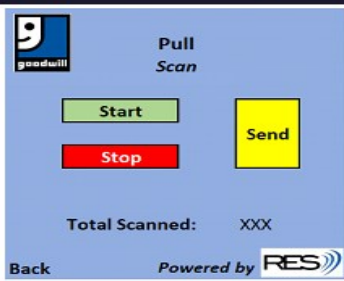 goodwill
Pull
Scan
Start
Send
Stop
Total Scanned: XXX
Back
Powered by RES